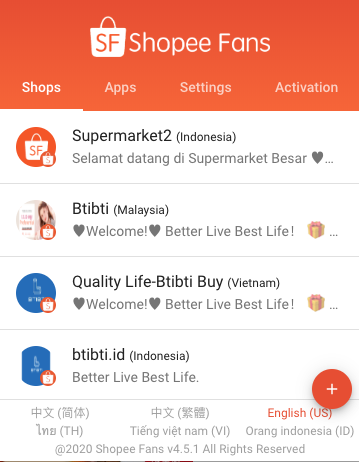 SF Shopee Fans
Shops Apps Settings Activation
Supermarket2 (Indonesia)
SF
Selamat datang di Supermarket Besar ♥...
Btibti (Malaysia)
♥Welcome!♥ Better Live Best Life！ 🎁 ...
Quality Life-Btibti Buy (Vietnam)
♥Welcome!♥ Better Live Best Life！ 🎁 ...
btibti.id (Indonesia)
Better Live Best Life.
+
中文 (简体) 中文 (繁體) English (US)
ไทย (TH) Tiếng việt nam (VI) Orang indonesia (ID)
@2020 Shopee Fans v4.5.1 All Rights Reserved